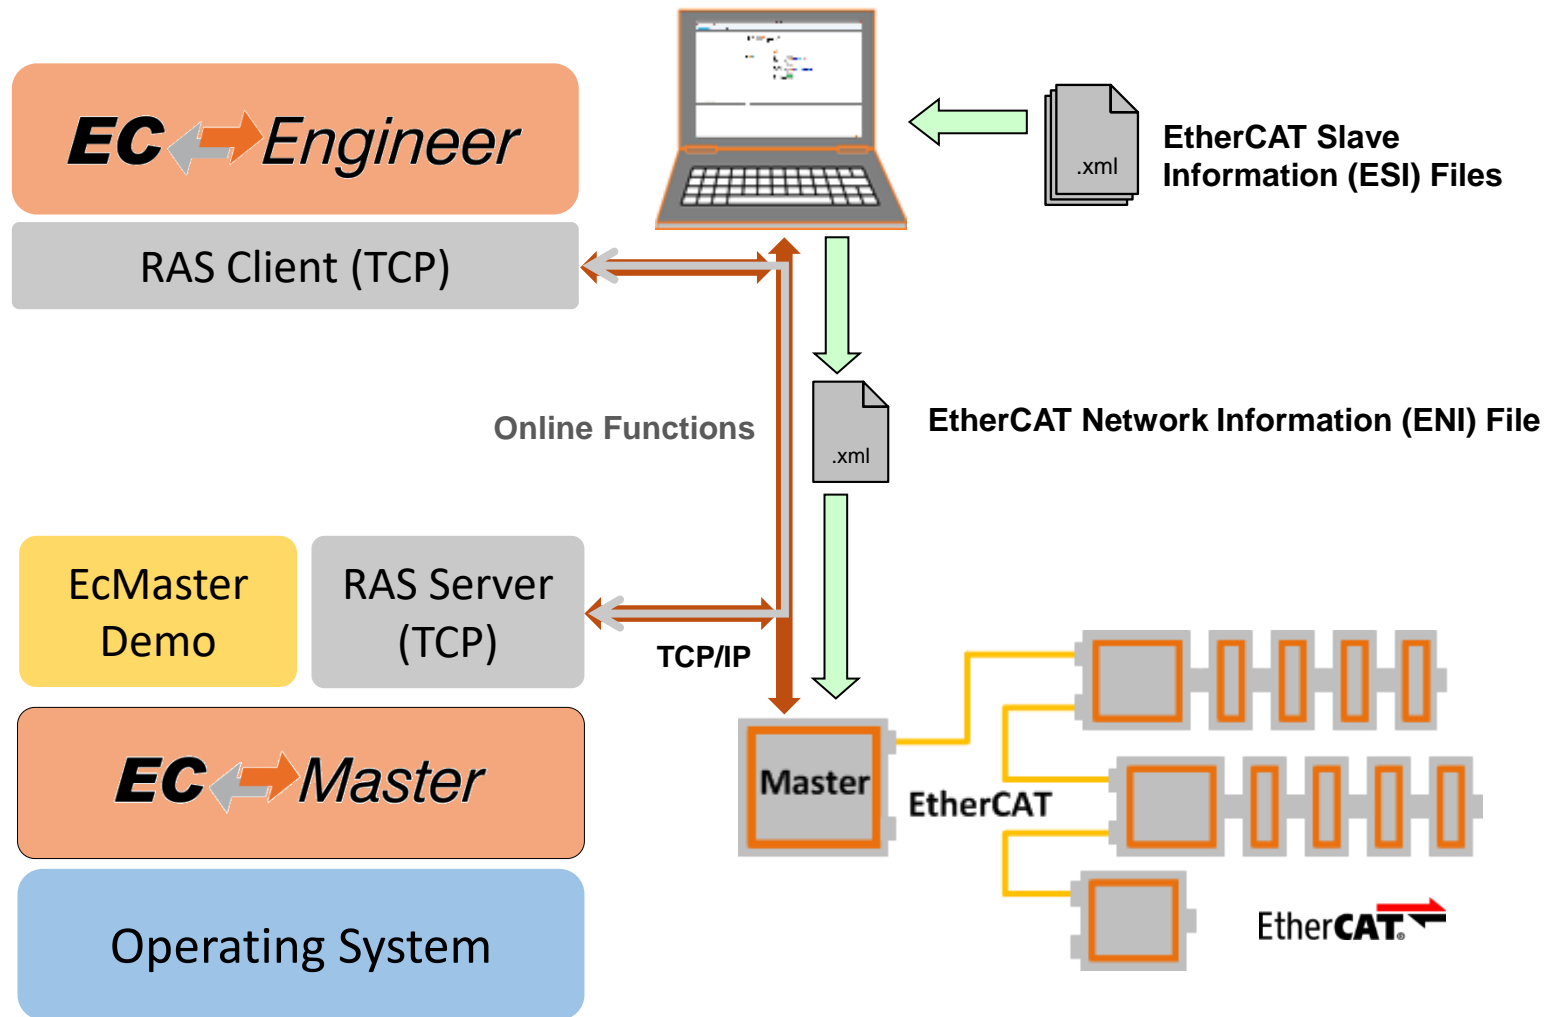 EC Engineer
RAS Client (TCP)
.xml
EtherCAT Slave
Information (ESI) Files
Online Functions
.xml
EtherCAT Network Information (ENI) File
EcMaster
Demo
RAS Server
(TCP)
TCP/IP
EC Master
Operating System
Master
EtherCAT
EtherCAT®